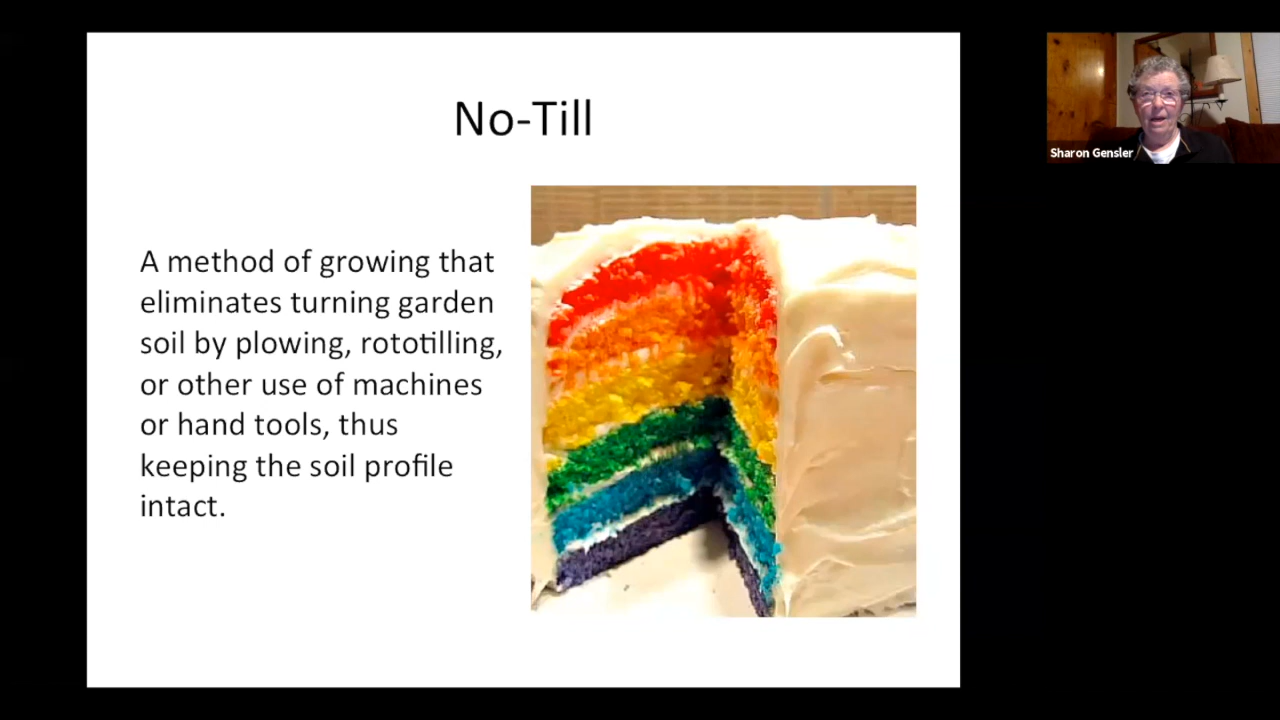 No-Till
A method of growing that
eliminates turning garden
soil by plowing, rototilling,
or other use of machines
or hand tools, thus
keeping the soil profile
intact.
Sharon Gensler